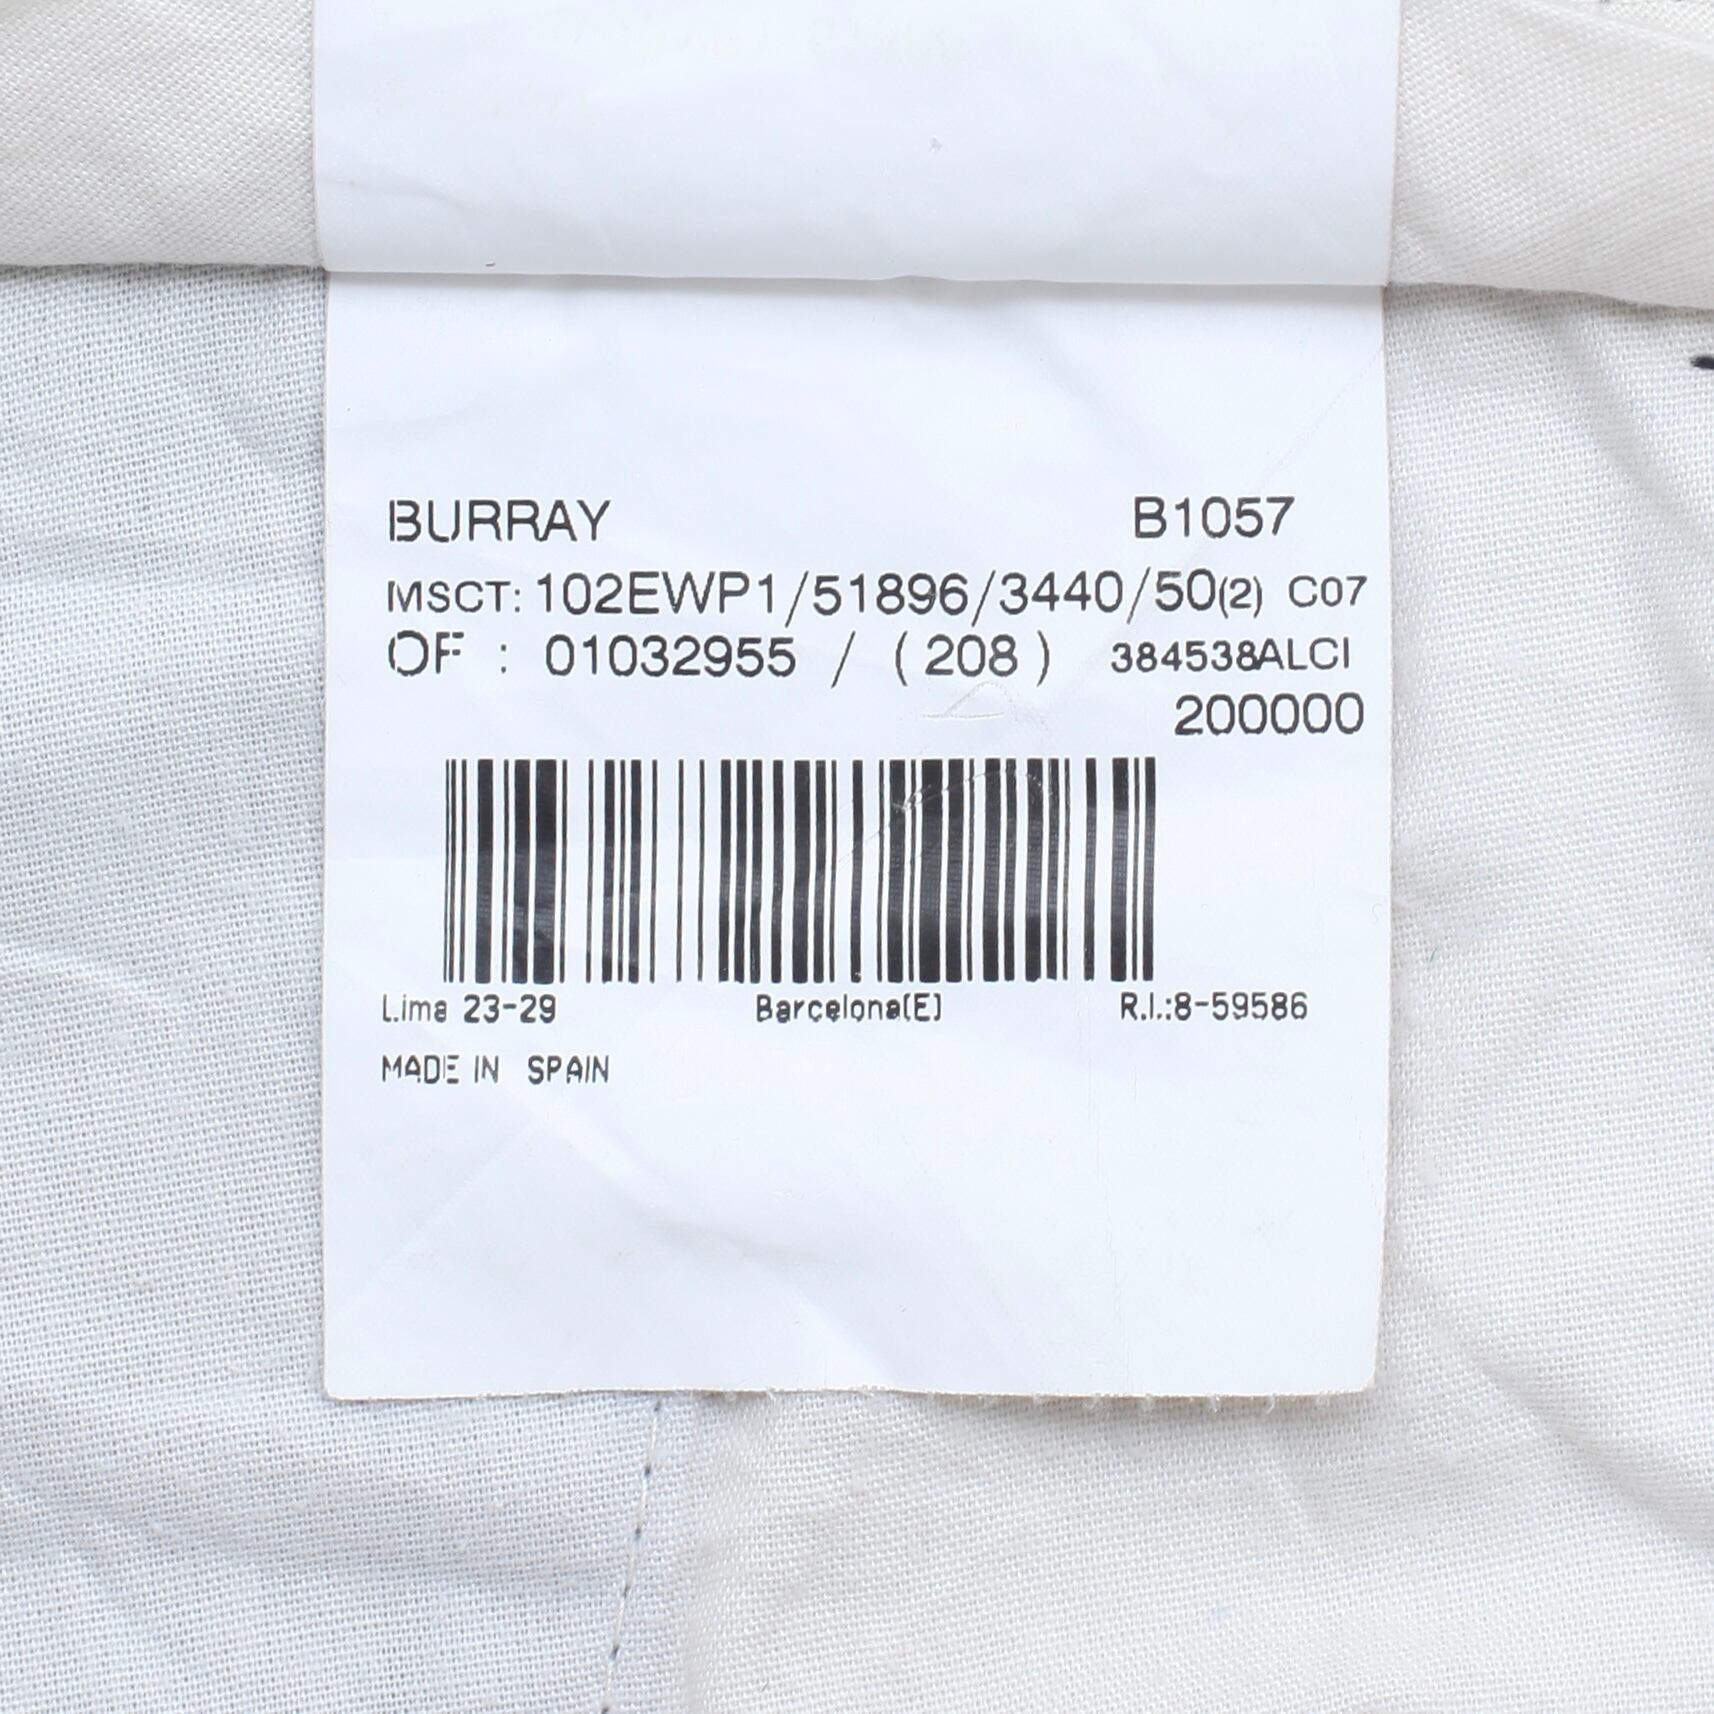 BURRAY B1057
MSCT: 102EWP1/51896/3440/50(2) C07
OF : 01032955 / (208) 384538ALCI
200000
Lima 23-29 Barcelona(E) R.I.:8-59586
MADE IN SPAIN